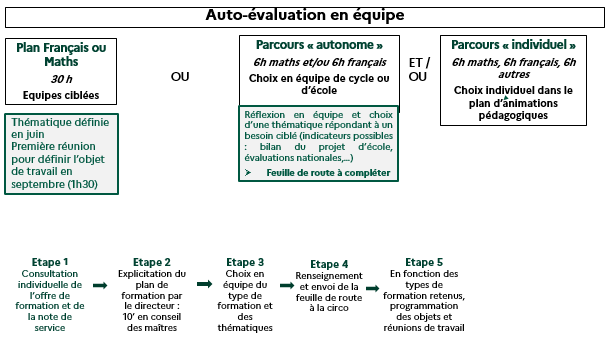 Auto-évaluation en équipe
Plan Français ou
Maths
30 h
Equipes ciblées
OU
Parcours « autonome »
6h maths et/ou 6h français
Choix en équipe de cycle ou
d'école
ET /
OU
Parcours « individuel »
6h maths, 6h français, 6h
autres
Choix individuel dans le
plan d'animations
pédagogiques
Thématique définie
en juin
Première réunion
pour définir l'objet
de travail en
septembre (1h30)
Réflexion en équipe et choix
d'une thématique répondant à un
besoin ciblé (indicateurs possibles
: bilan du projet d'école,
évaluations nationales,...)
➤ Feuille de route à compléter
Etape 1
Consultation
individuelle de
l'offre de
formation et de
la note de
service
Etape 2
Explicitation du
plan de
formation par
le directeur :
10' en conseil
des maîtres
Etape 3
Choix en
équipe du
type de
formation et
des
thématiques
Etape 4
Renseignement
et envoi de la
feuille de route
à la circo
Etape 5
En fonction des
types de
formation retenus,
programmation
des objets et
réunions de travail